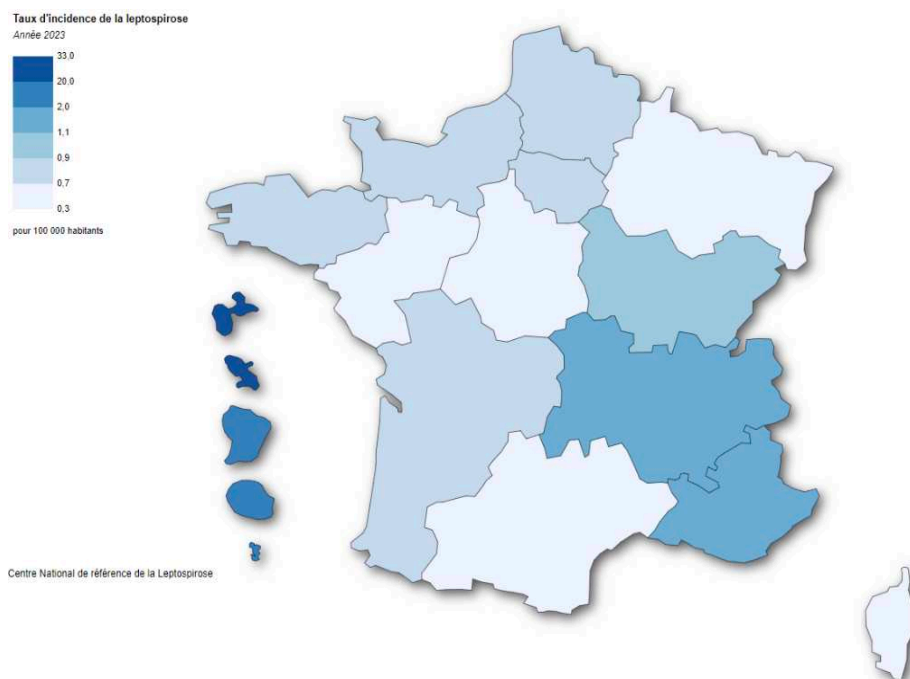 Taux d'incidence de la leptospirose
Année 2023
33,0
20,0
2,0
1,1
0,9
0,7
0,3
pour 100 000 habitants
Centre National de référence de la Leptospirose